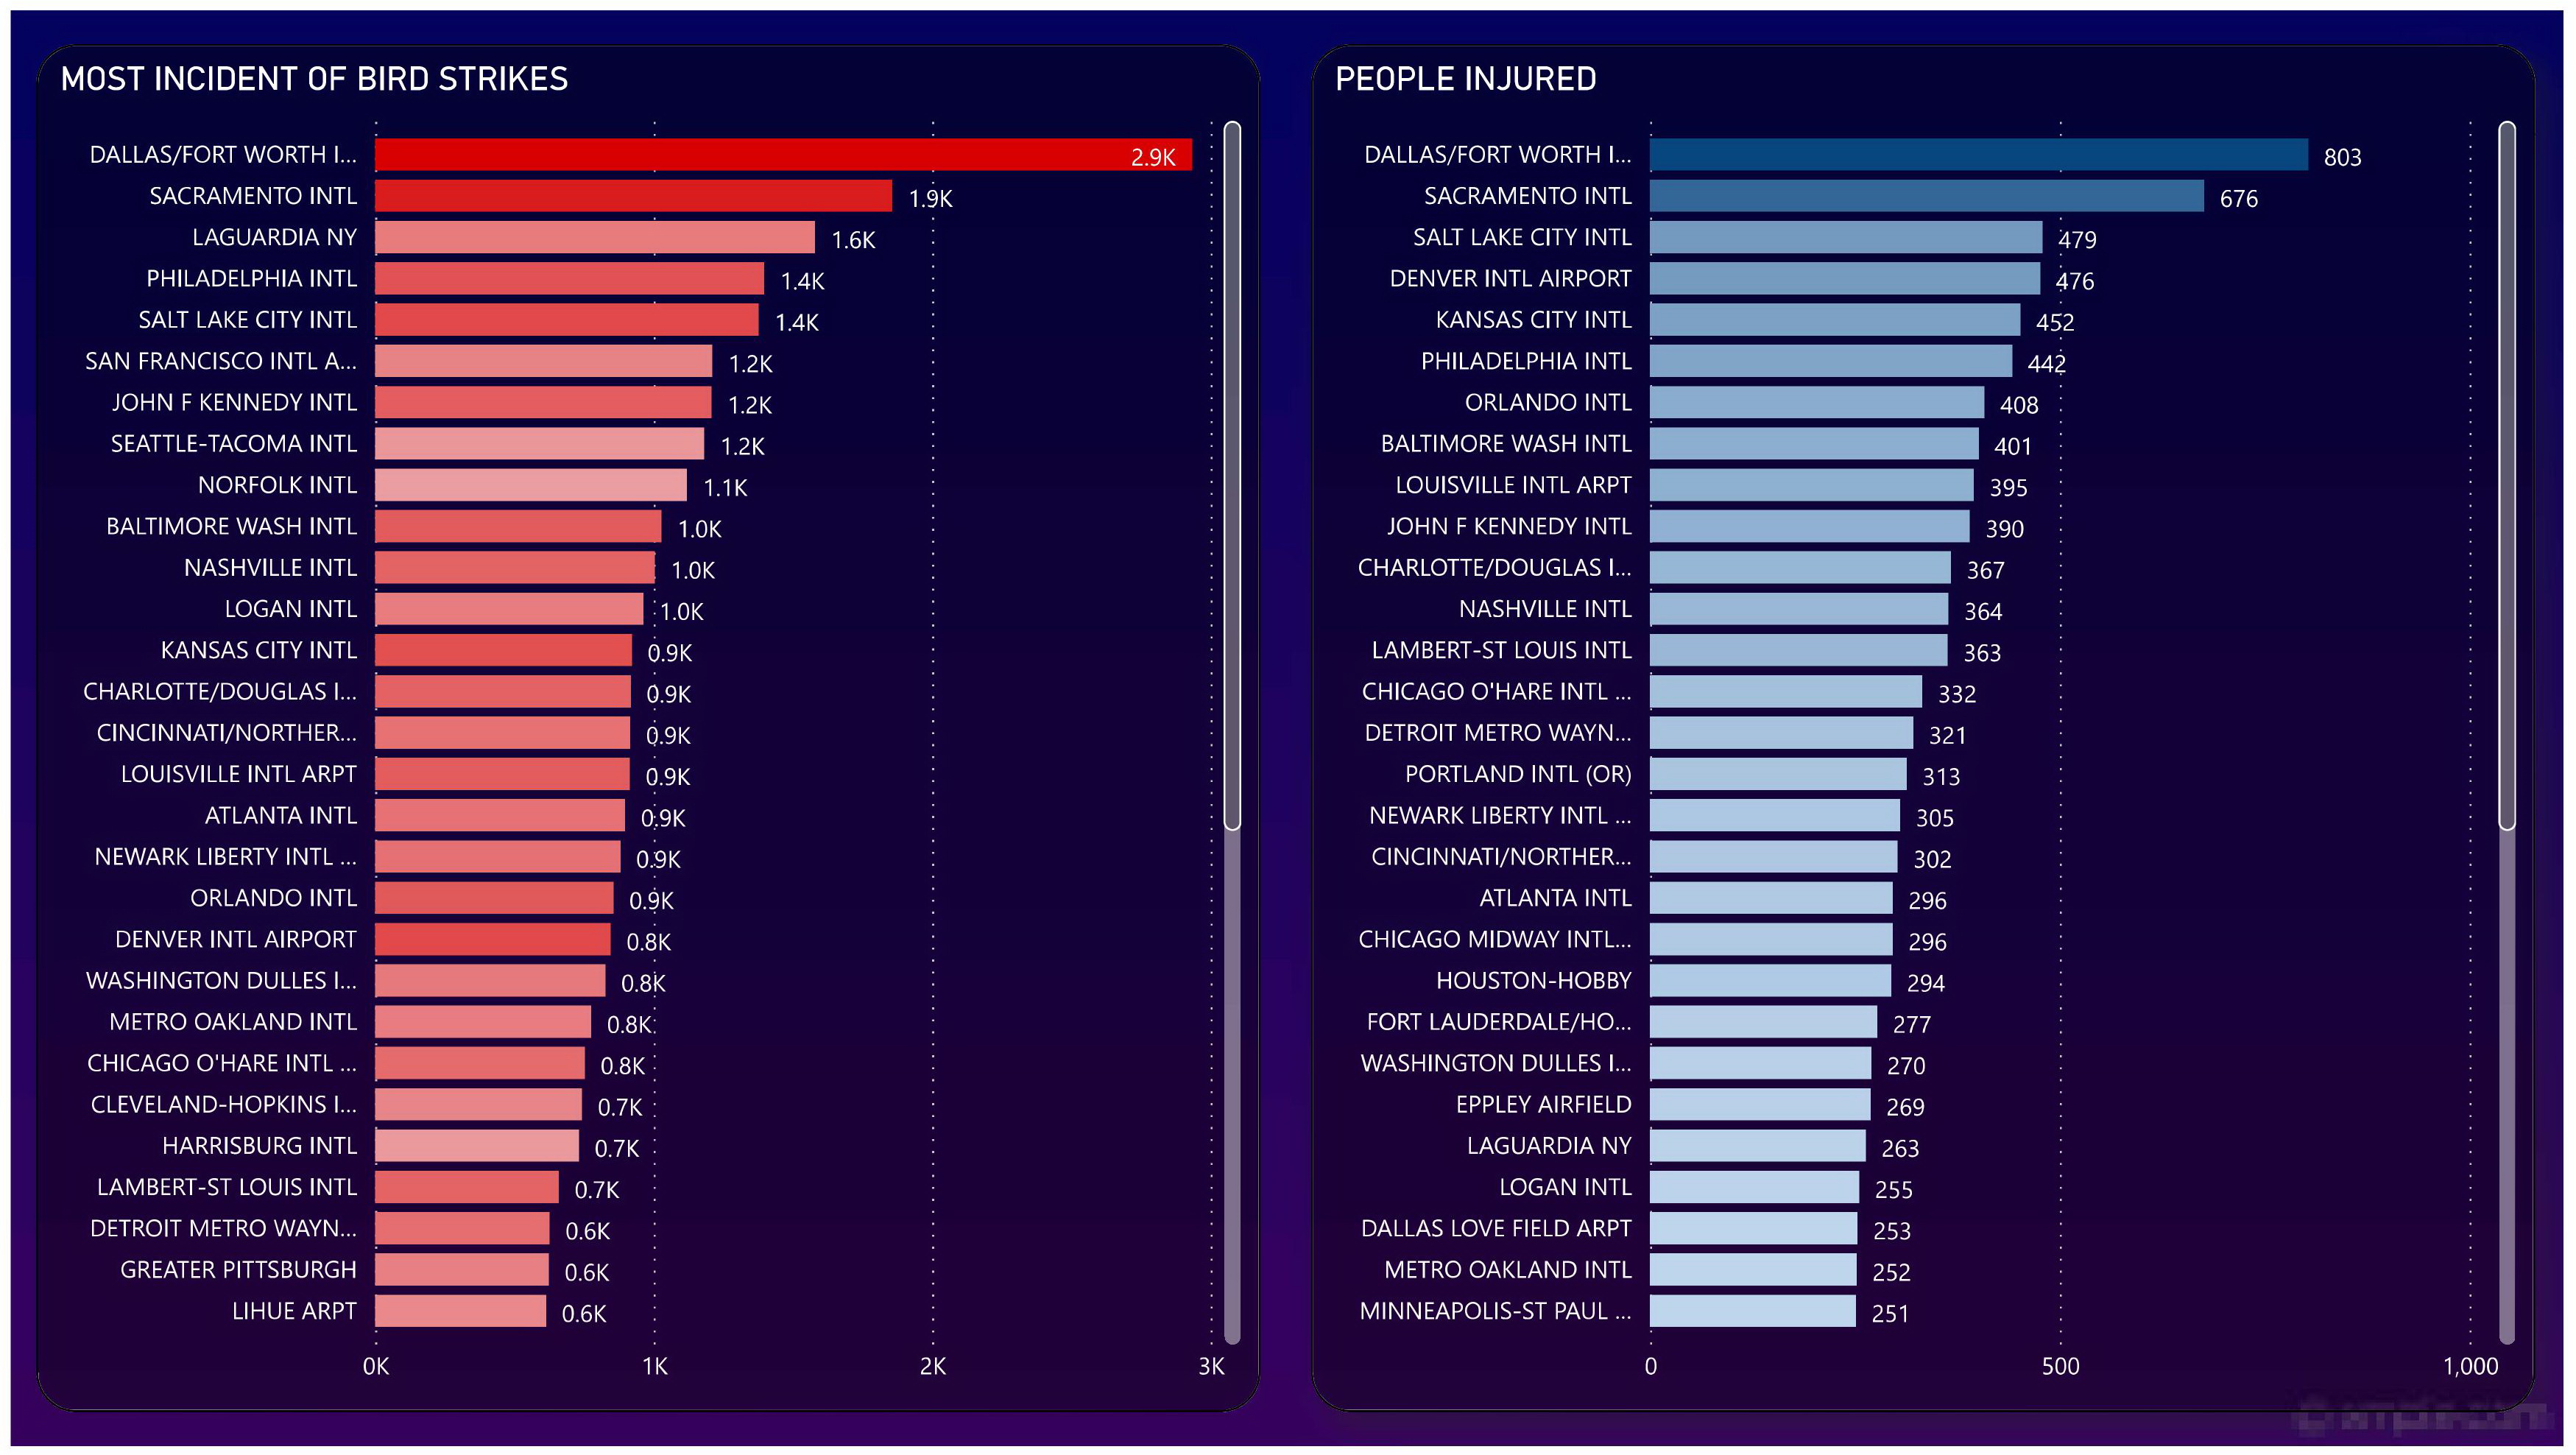 MOST INCIDENT OF BIRD STRIKES
DALLAS/FORT WORTH I... 2.9K
SACRAMENTO INTL 1.9K
LAGUARDIA NY 1.6K
PHILADELPHIA INTL 1.4K
SALT LAKE CITY INTL 1.4K
SAN FRANCISCO INTL A... 1.2K
JOHN F KENNEDY INTL 1.2K
SEATTLE-TACOMA INTL 1.2K
NORFOLK INTL 1.1K
BALTIMORE WASH INTL 1.0K
NASHVILLE INTL 1.0K
LOGAN INTL 1.0K
KANSAS CITY INTL 0.9K
CHARLOTTE/DOUGLAS I... 0.9K
CINCINNATI/NORTHER... 0.9K
LOUISVILLE INTL ARPT 0.9K
ATLANTA INTL 0.9K
NEWARK LIBERTY INTL ... 0.9K
ORLANDO INTL 0.9K
DENVER INTL AIRPORT 0.8K
WASHINGTON DULLES I... 0.8K
METRO OAKLAND INTL 0.8K
CHICAGO O'HARE INTL ... 0.8K
CLEVELAND-HOPKINS I... 0.7K
HARRISBURG INTL 0.7K
LAMBERT-ST LOUIS INTL 0.7K
DETROIT METRO WAYN... 0.6K
GREATER PITTSBURGH 0.6K
LIHUE ARPT 0.6K
0K 1K 2K 3K
PEOPLE INJURED
DALLAS/FORT WORTH I... 803
SACRAMENTO INTL 676
SALT LAKE CITY INTL 479
DENVER INTL AIRPORT 476
KANSAS CITY INTL 452
PHILADELPHIA INTL 442
ORLANDO INTL 408
BALTIMORE WASH INTL 401
LOUISVILLE INTL ARPT 395
JOHN F KENNEDY INTL 390
CHARLOTTE/DOUGLAS I... 367
NASHVILLE INTL 364
LAMBERT-ST LOUIS INTL 363
CHICAGO O'HARE INTL ... 332
DETROIT METRO WAYN... 321
PORTLAND INTL (OR) 313
NEWARK LIBERTY INTL ... 305
CINCINNATI/NORTHER... 302
ATLANTA INTL 296
CHICAGO MIDWAY INTL... 296
HOUSTON-HOBBY 294
FORT LAUDERDALE/HO... 277
WASHINGTON DULLES I... 270
EPPLEY AIRFIELD 269
LAGUARDIA NY 263
LOGAN INTL 255
DALLAS LOVE FIELD ARPT 253
METRO OAKLAND INTL 252
MINNEAPOLIS-ST PAUL ... 251
0 500 1,000